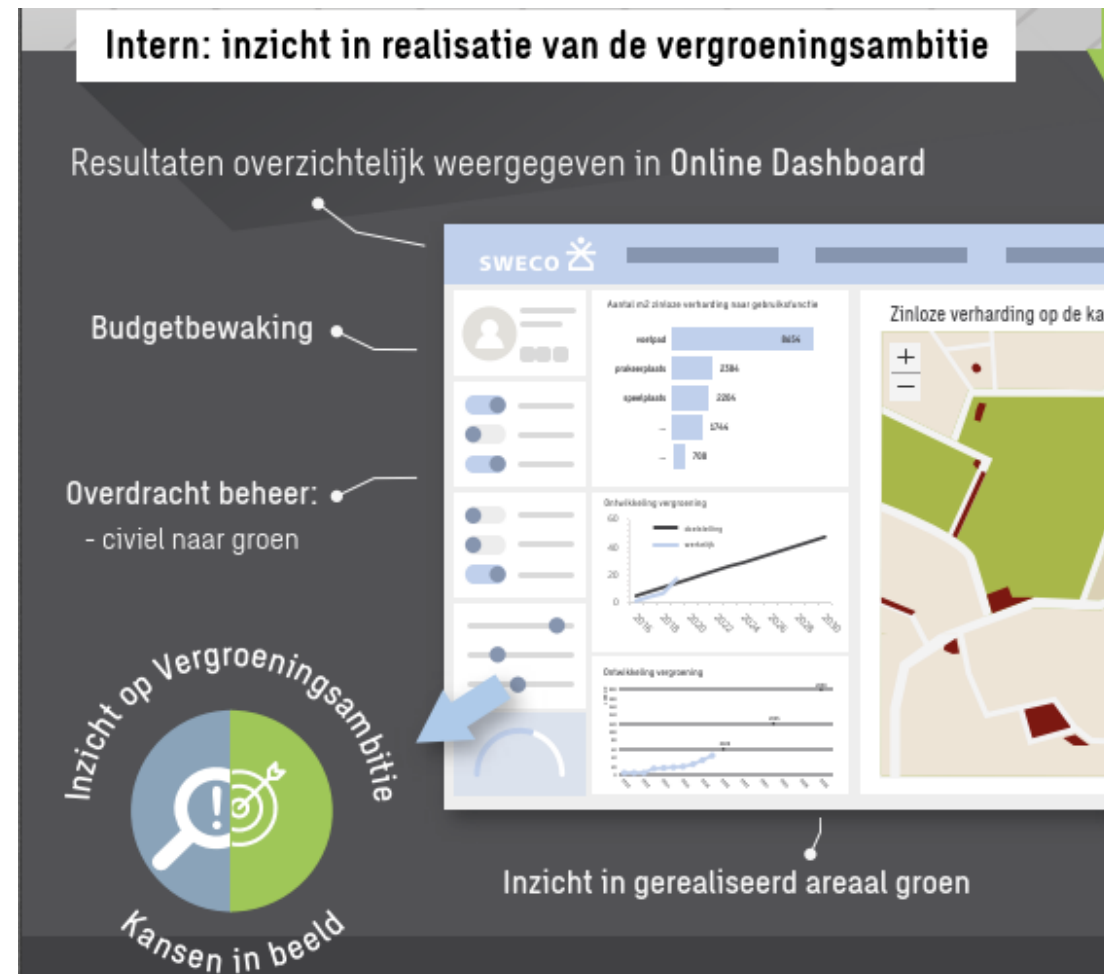 Intern: inzicht in realisatie van de vergroeningsambitie
Resultaten overzichtelijk weergegeven in Online Dashboard
SWECO
Budgetbewaking
Overdracht beheer:
- civiel naar groen
Aantal m2 zinloze verharding naar gebruiksfunctie
voetpad 8654
prakeerplaats 2384
speelplaats 2204
... 1744
... 708
Ontwikkeling vergroening
60
doelstelling
werkelijk
40
20
0
2016 2018 2020 2022 2024 2026 2028 2030
Ontwikkeling vergroening
Zinloze verharding op de ka
+
−
Inzicht op Vergroeningsambitie
Kansen in beeld
Inzicht in gerealiseerd areaal groen